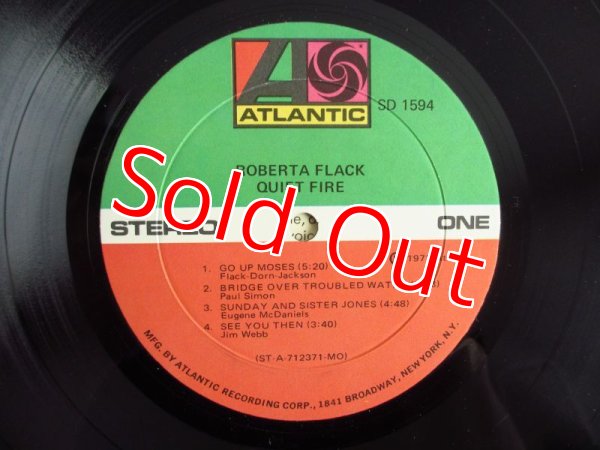 ATLANTIC
SD 1594
ROBERTA FLACK
QUIET FIRE
Sold Out
STEREO
ONE
1. GO UP MOSES (5:20)
Flack-Dorn-Jackson
2. BRIDGE OVER TROUBLED
Paul Simon
3. SUNDAY AND SISTER JONES (4:48)
Eugene McDaniels
4. SEE YOU THEN (3:40)
Jim Webb
(ST-A-712371-MO)
MFG. BY ATLANTIC RECORDING CORP., 1841 BROADWAY, NEW YORK, N.Y.